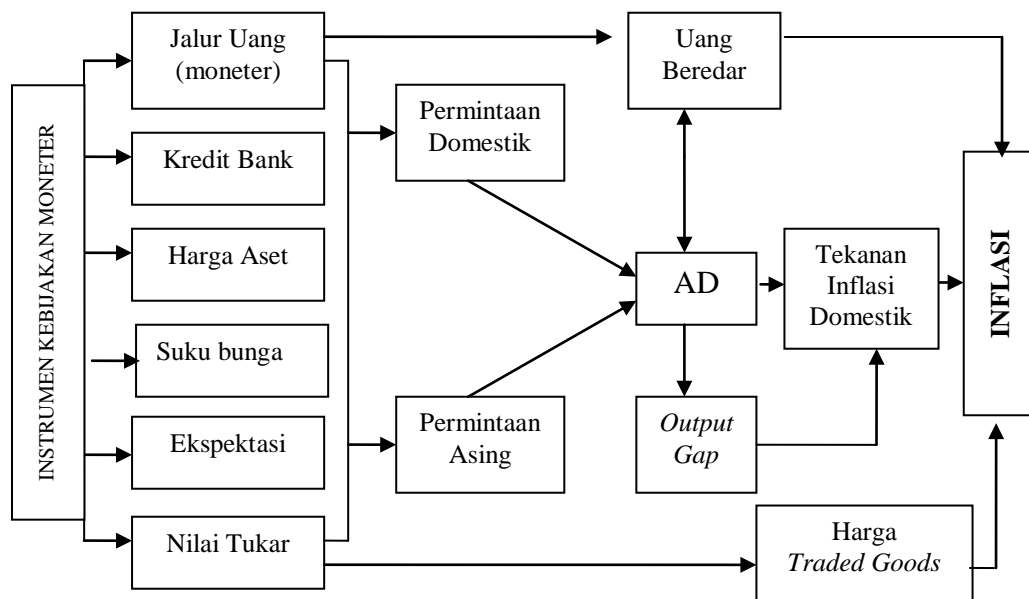 INSTRUMEN KEBIJAKAN MONETER
Jalur Uang
(moneter)
Kredit Bank
Harga Aset
Suku bunga
Ekspektasi
Nilai Tukar
Permintaan
Domestik
Permintaan
Asing
Uang
Beredar
AD
Output
Gap
Tekanan
Inflasi
Domestik
Harga
Traded Goods
INFLASI